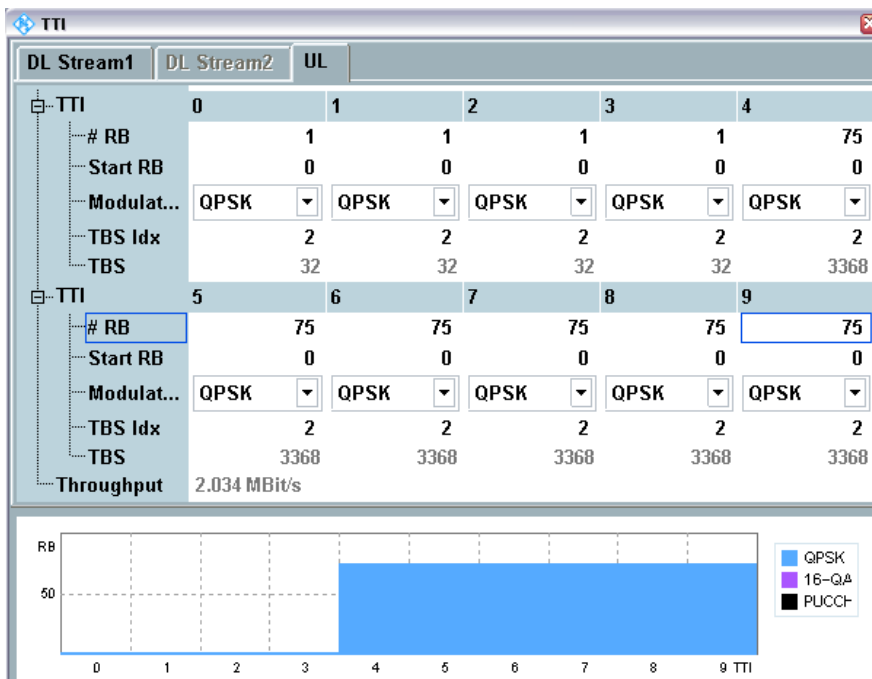 TTI
DL Stream1 DL Stream2 UL
TTI 0 1 2 3 4
# RB 1 1 1 1 75
Start RB 0 0 0 0 0
Modulat... QPSK QPSK QPSK QPSK QPSK
TBS Idx 2 2 2 2 2
TBS 32 32 32 32 3368
TTI 5 6 7 8 9
# RB 75 75 75 75 75
Start RB 0 0 0 0 0
Modulat... QPSK QPSK QPSK QPSK QPSK
TBS Idx 2 2 2 2 2
TBS 3368 3368 3368 3368 3368
Throughput 2.034 MBit/s
RB
50
0 1 2 3 4 5 6 7 8 9 TTI
QPSK
16-QA
PUCCH